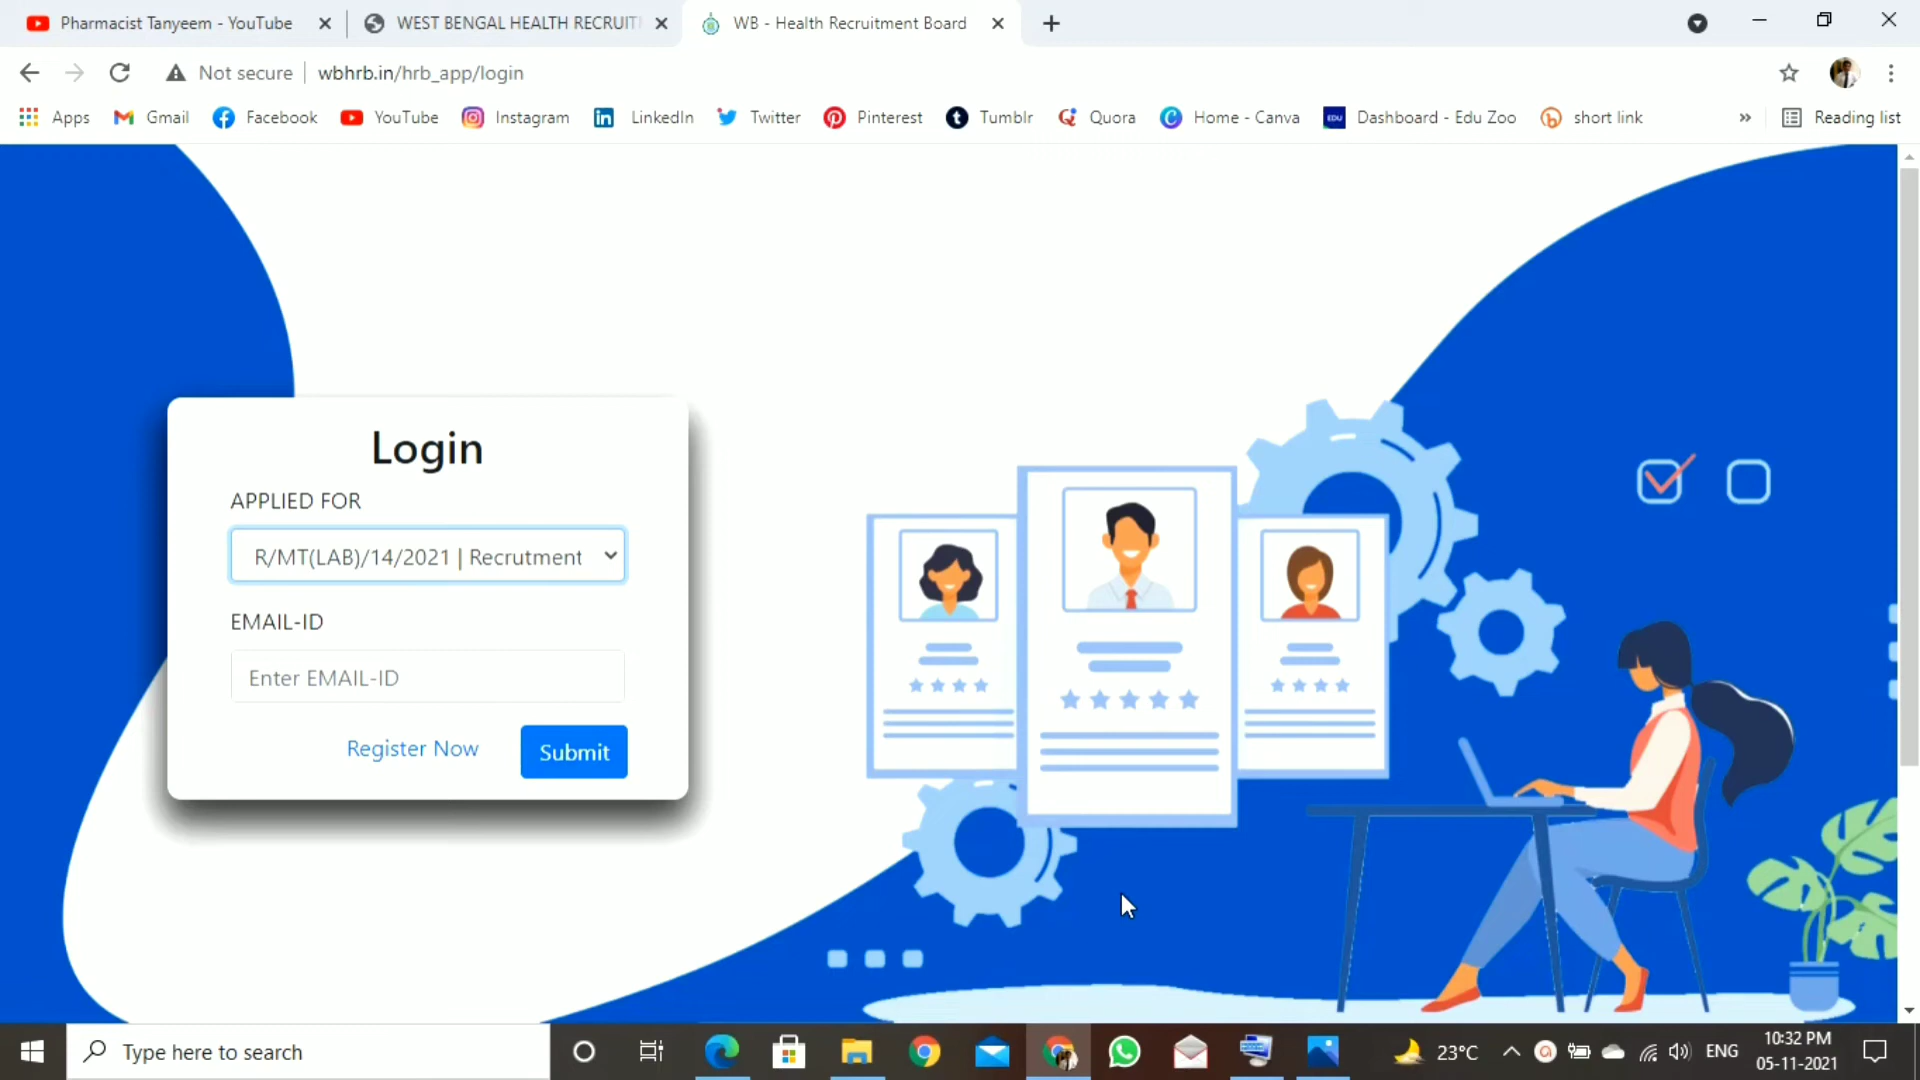 Pharmacist Tanyeem - YouTube
WEST BENGAL HEALTH RECRUIT
WB - Health Recruitment Board
Not secure
wbhrb.in/hrb_app/login
Apps
Gmail
Facebook
YouTube
Instagram
LinkedIn
Twitter
Pinterest
Tumblr
Quora
Home - Canva
EDU
Dashboard - Edu Zoo
short link
»
Reading list
Login
APPLIED FOR
R/MT(LAB)/14/2021 | Recrutment
EMAIL-ID
Enter EMAIL-ID
Register Now
Submit
Type here to search
23°C
ENG
10:32 PM
05-11-2021